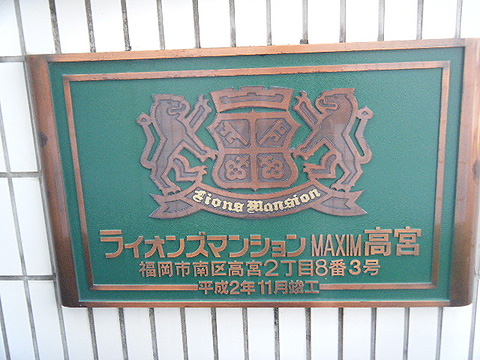 Lions Mansion
ライオンズマンション MAXIM高宮
福岡市南区高宮2丁目8番3号
平成2年11月竣工